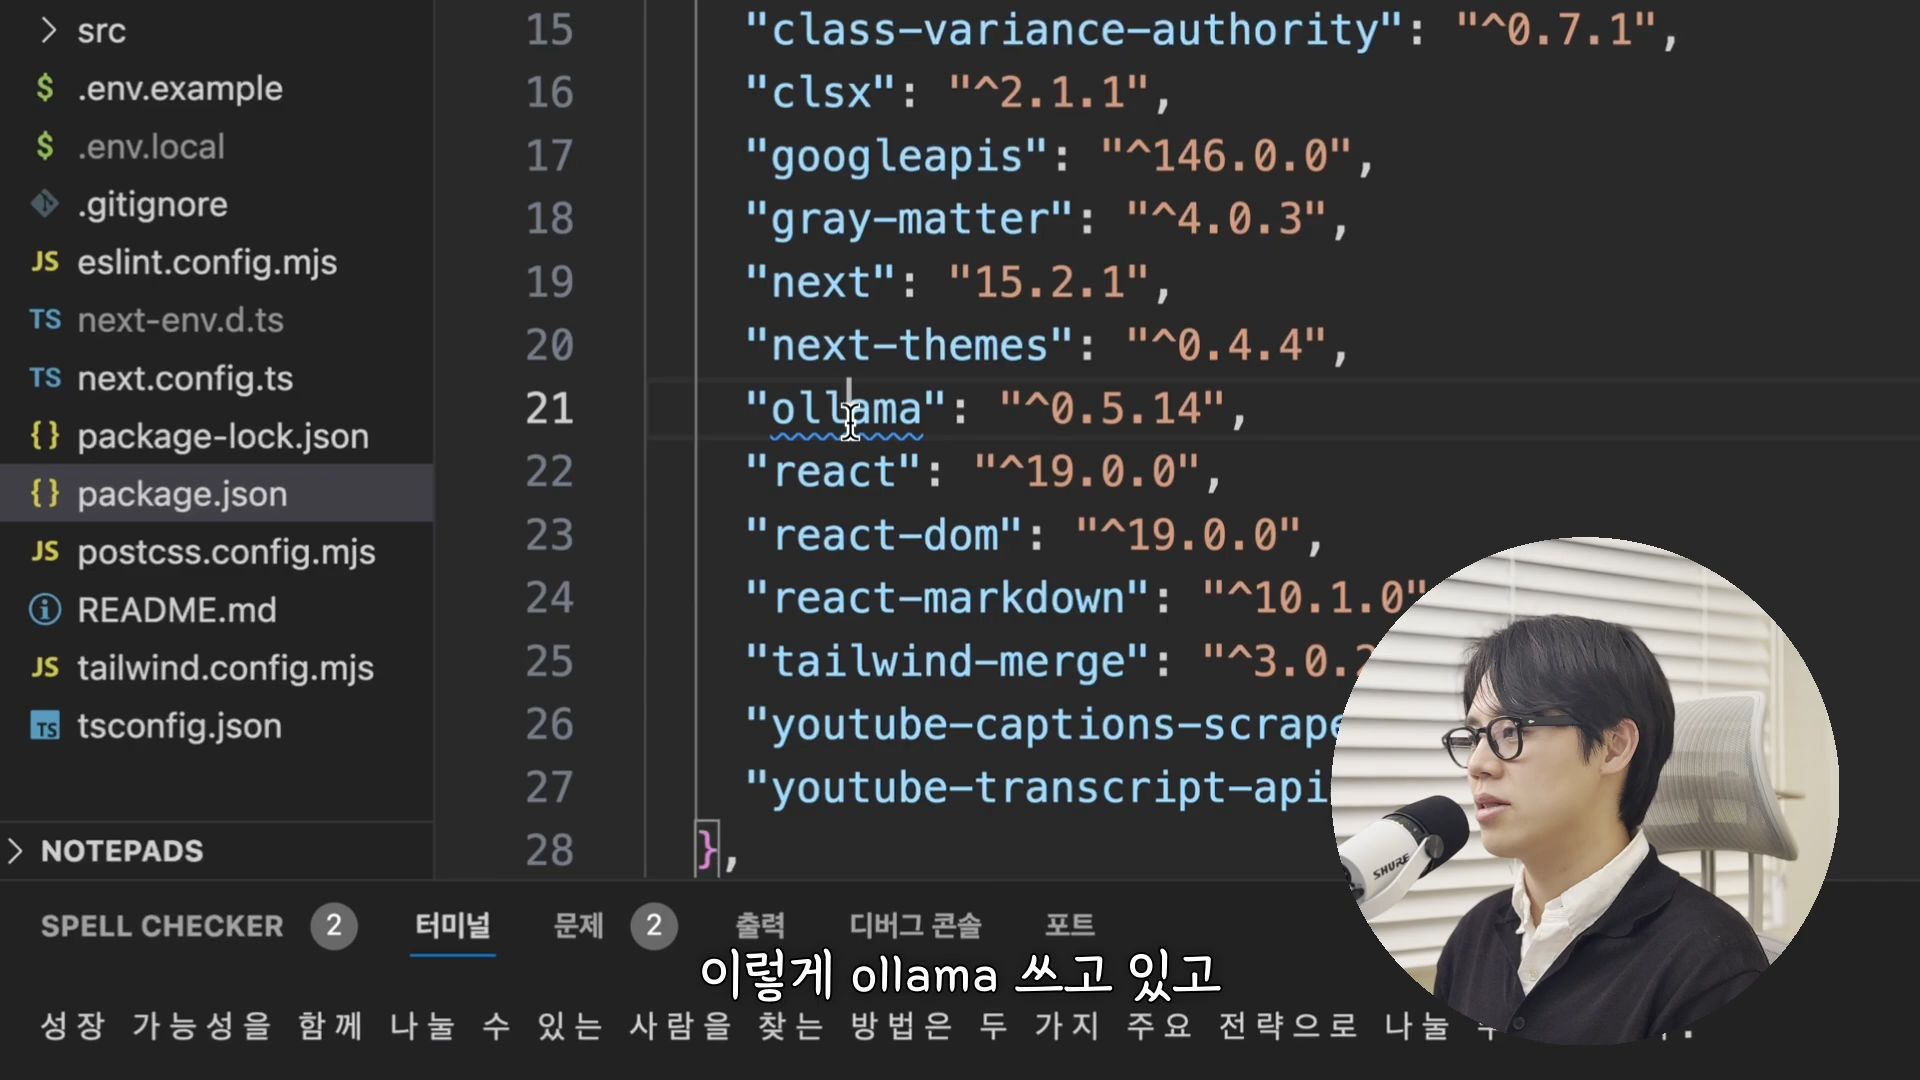 src
.env.example
.env.local
.gitignore
eslint.config.mjs
next-env.d.ts
next.config.ts
package-lock.json
package.json
postcss.config.mjs
README.md
tailwind.config.mjs
tsconfig.json
NOTEPADS
15 "class-variance-authority": "^0.7.1",
16 "clsx": "^2.1.1",
17 "googleapis": "^146.0.0",
18 "gray-matter": "^4.0.3",
19 "next": "15.2.1",
20 "next-themes": "^0.4.4",
21 "ollama": "^0.5.14",
22 "react": "^19.0.0",
23 "react-dom": "^19.0.0",
24 "react-markdown": "^10.1.0"
25 "tailwind-merge": "^3.0.2
26 "youtube-captions-scrape
27 "youtube-transcript-api
28 },
SHURE
SPELL CHECKER 2 터미널 문제 2 출력 디버그 콘솔 포트
이렇게 ollama 쓰고 있고
성장 가능성을 함께 나눌 수 있는 사람을 찾는 방법은 두 가지 주요 전략으로 나눌